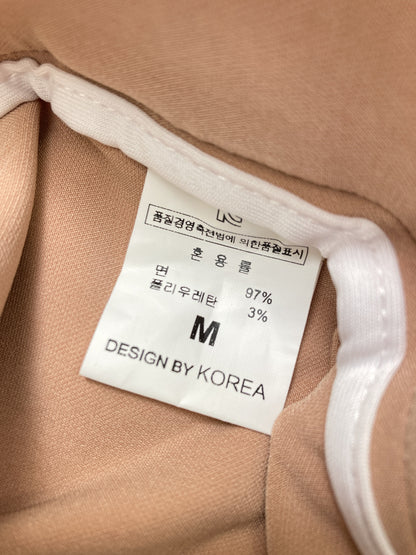 품질경영촉진법에 의한품질표시
혼 용 률
면 97%
폴리우레탄 3%
M
DESIGN BY KOREA